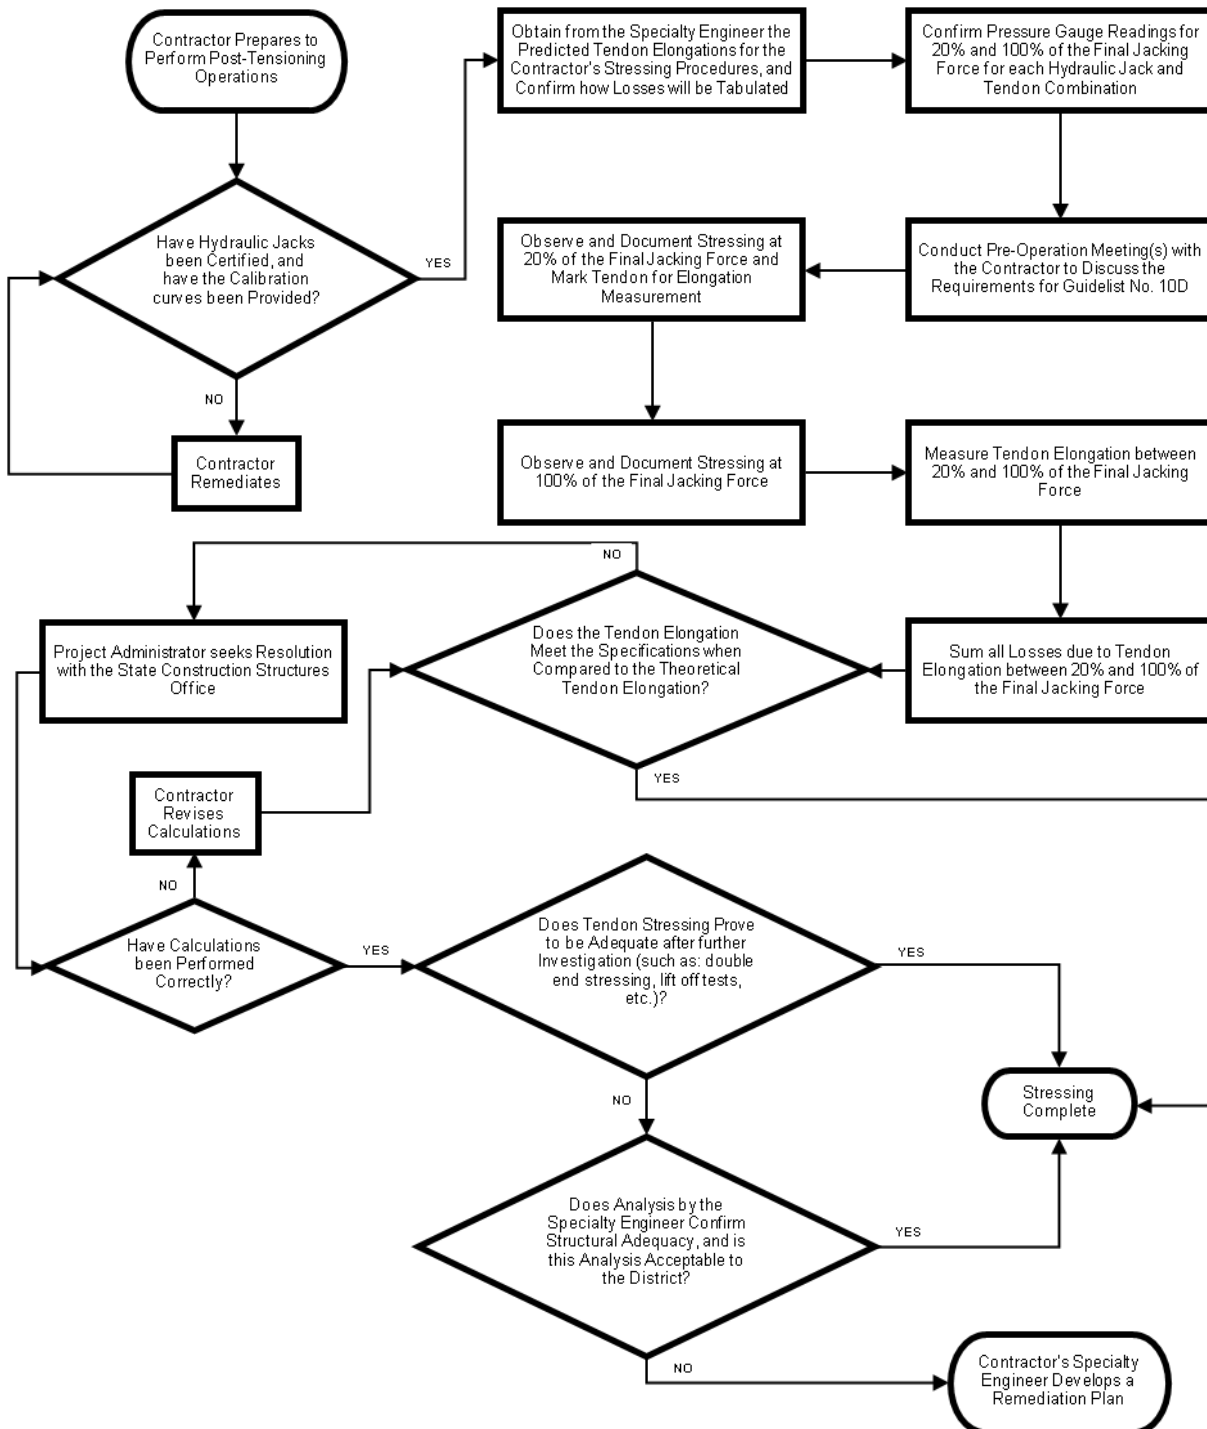 Contractor Prepares to
Perform Post-Tensioning
Operations
Obtain from the Specialty Engineer the
Predicted Tendon Elongations for the
Contractor's Stressing Procedures, and
Confirm how Losses will be Tabulated
Confirm Pressure Gauge Readings for
20% and 100% of the Final Jacking
Force for each Hydraulic Jack and
Tendon Combination
Have Hydraulic Jacks
been Certified, and
have the Calibration
curves been Provided?
YES
NO
Contractor
Remediates
Observe and Document Stressing at
20% of the Final Jacking Force and
Mark Tendon for Elongation
Measurement
Conduct Pre-Operation Meeting(s) with
the Contractor to Discuss the
Requirements for Guidelist No. 10D
Observe and Document Stressing at
100% of the Final Jacking Force
Measure Tendon Elongation between
20% and 100% of the Final Jacking
Force
NO
Project Administrator seeks Resolution
with the State Construction Structures
Office
Does the Tendon Elongation
Meet the Specifications when
Compared to the Theoretical
Tendon Elongation?
Sum all Losses due to Tendon
Elongation between 20% and 100% of
the Final Jacking Force
YES
Contractor
Revises
Calculations
NO
Have Calculations
been Performed
Correctly?
YES
Does Tendon Stressing Prove
to be Adequate after further
Investigation (such as: double
end stressing, lift off tests,
etc.)?
YES
NO
Stressing
Complete
Does Analysis by the
Specialty Engineer Confirm
Structural Adequacy, and is
this Analysis Acceptable to
the District?
YES
NO
Contractor's Specialty
Engineer Develops a
Remediation Plan